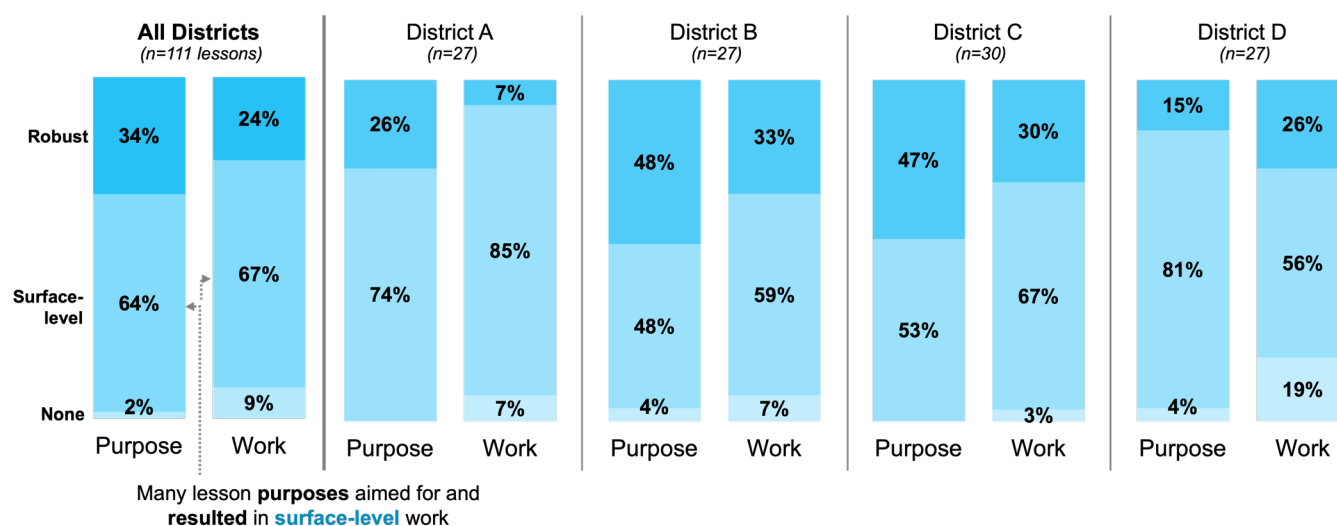 All Districts
(n=111 lessons)
District A
(n=27)
District B
(n=27)
District C
(n=30)
District D
(n=27)
Robust
34%
24%
26%
7%
48%
33%
47%
30%
15%
26%
Surface-
level
64%
67%
74%
85%
48%
59%
53%
67%
81%
56%
None
2%
9%
7%
4%
7%
3%
4%
19%
Purpose
Work
Purpose
Work
Purpose
Work
Purpose
Work
Purpose
Work
Many lesson purposes aimed for and
resulted in surface-level work